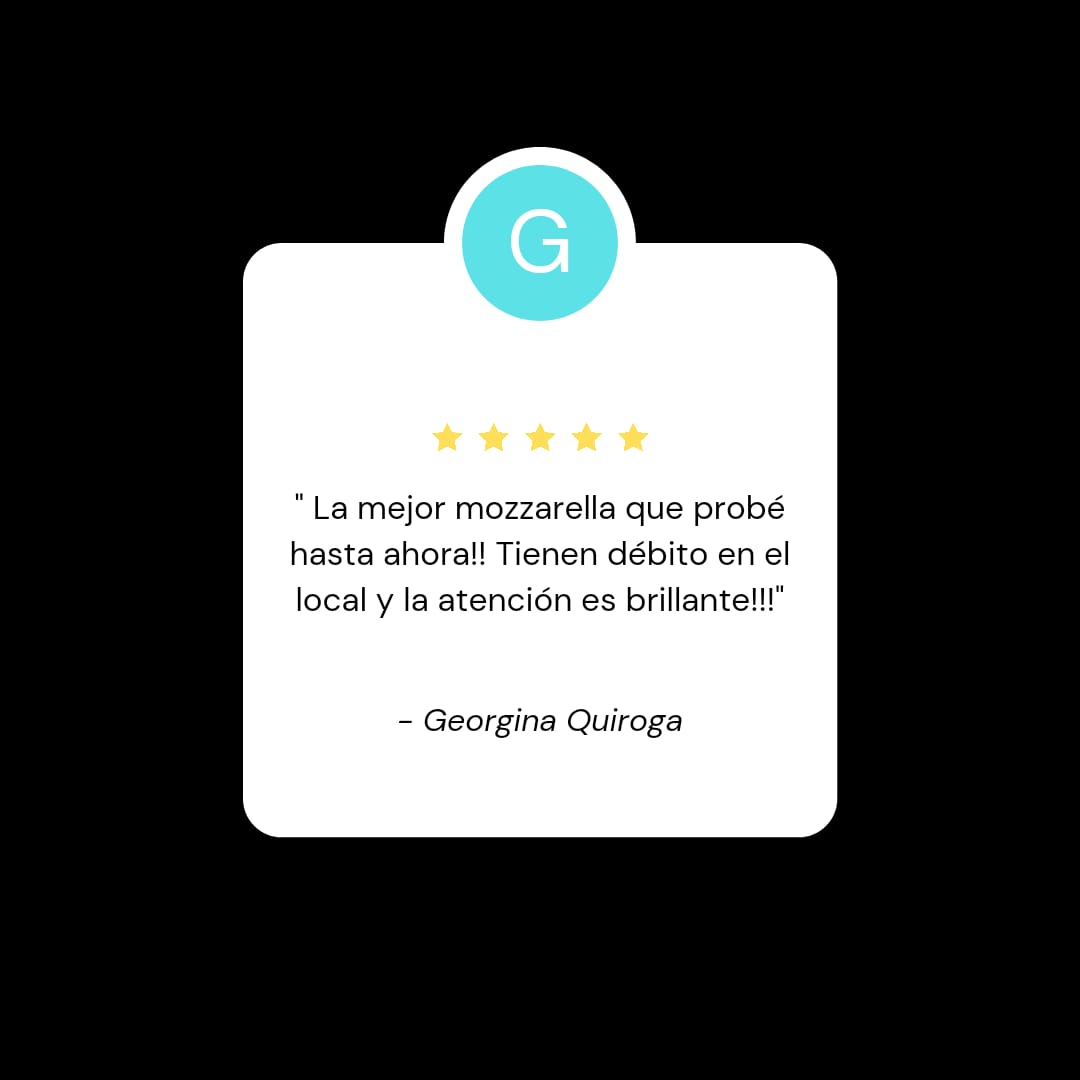 G
" La mejor mozzarella que probé
hasta ahora!! Tienen débito en el
local y la atención es brillante!!!"
- Georgina Quiroga